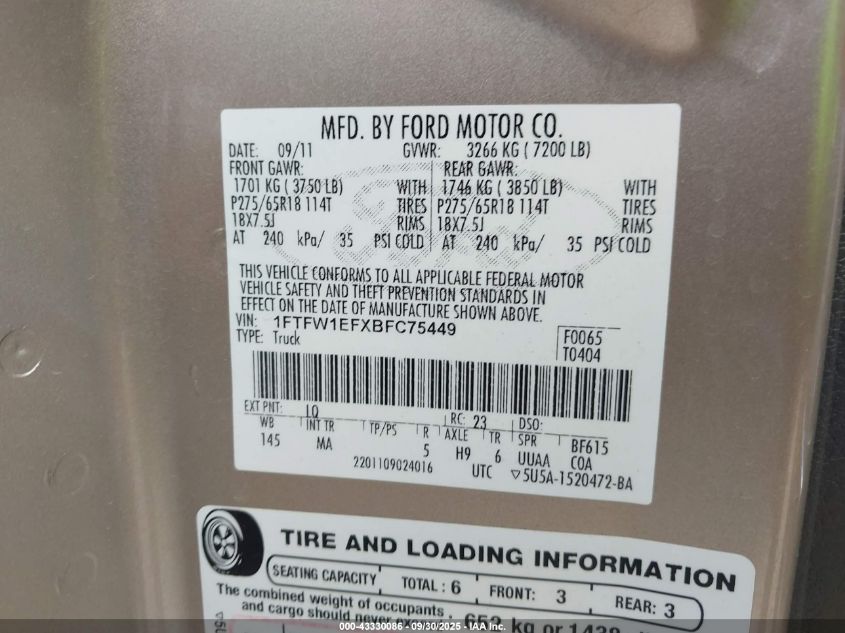 MFD. BY FORD MOTOR CO.
DATE: 09/11 GVWR: 3266 KG ( 7200 LB)
FRONT GAWR: REAR GAWR:
1701 KG ( 3750 LB) WITH 1746 KG ( 3850 LB) WITH
P275/65R18 114T TIRES P275/65R18 114T TIRES
18X7.5J RIMS 18X7.5J RIMS
AT 240 kPa/ 35 PSI COLD AT 240 kPa/ 35 PSI COLD
THIS VEHICLE CONFORMS TO ALL APPLICABLE FEDERAL MOTOR
VEHICLE SAFETY AND THEFT PREVENTION STANDARDS IN
EFFECT ON THE DATE OF MANUFACTURE SHOWN ABOVE.
VIN: 1FTFW1EFXBFC75449
TYPE: Truck
F0065
T0404
EXT PNT: LQ RC: 23 DSO:
WB INT TR TP/PS R AXLE TR SPR BF615
145 MA 5 H9 6 UUAA COA
2201109024016 UTC ▽5U5A-1520472-BA
TIRE AND LOADING INFORMATION
SEATING CAPACITY TOTAL : 6 FRONT: 3 REAR: 3
The combined weight of occupants
and cargo should never kg or
000-43330086 - 09/30/2025 - IAA Inc.